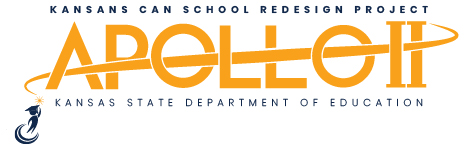 KANSANS CAN SCHOOL REDESIGN PROJECT
APOLLO II
KANSAS STATE DEPARTMENT OF EDUCATION